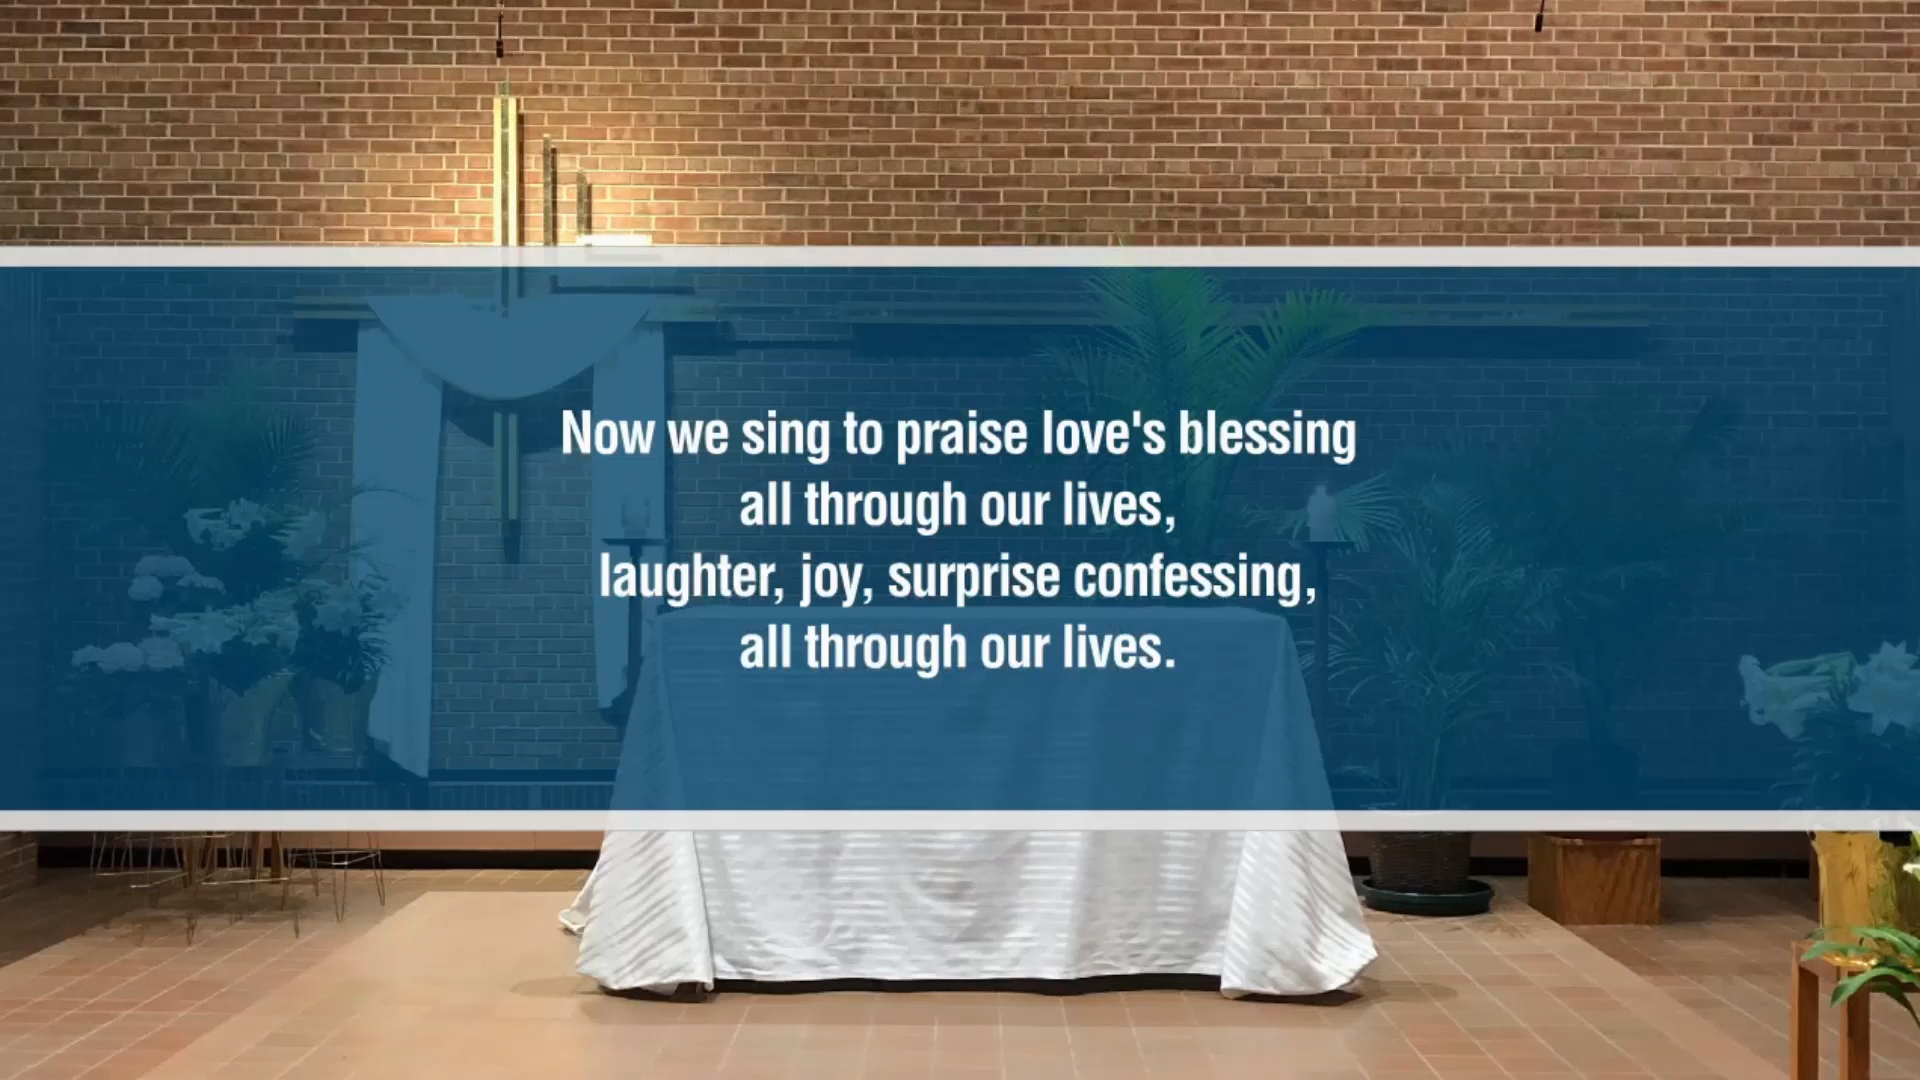 Now we sing to praise love's blessing
all through our lives,
laughter, joy, surprise confessing,
all through our lives.